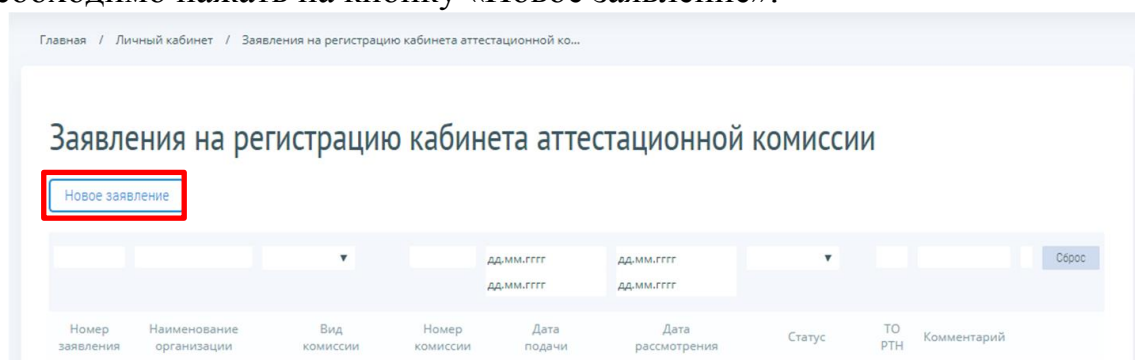 необходимо нажать на кнопку «Новое заявление».
Главная / Личный кабинет / Заявления на регистрацию кабинета аттестационной ко...
Заявления на регистрацию кабинета аттестационной комиссии
Новое заявление
дд.мм.гггг дд.мм.гггг Сброс
дд.мм.гггг дд.мм.гггг
Номер заявления Наименование организации Вид комиссии Номер комиссии Дата подачи Дата рассмотрения Статус ТО РТН Комментарий